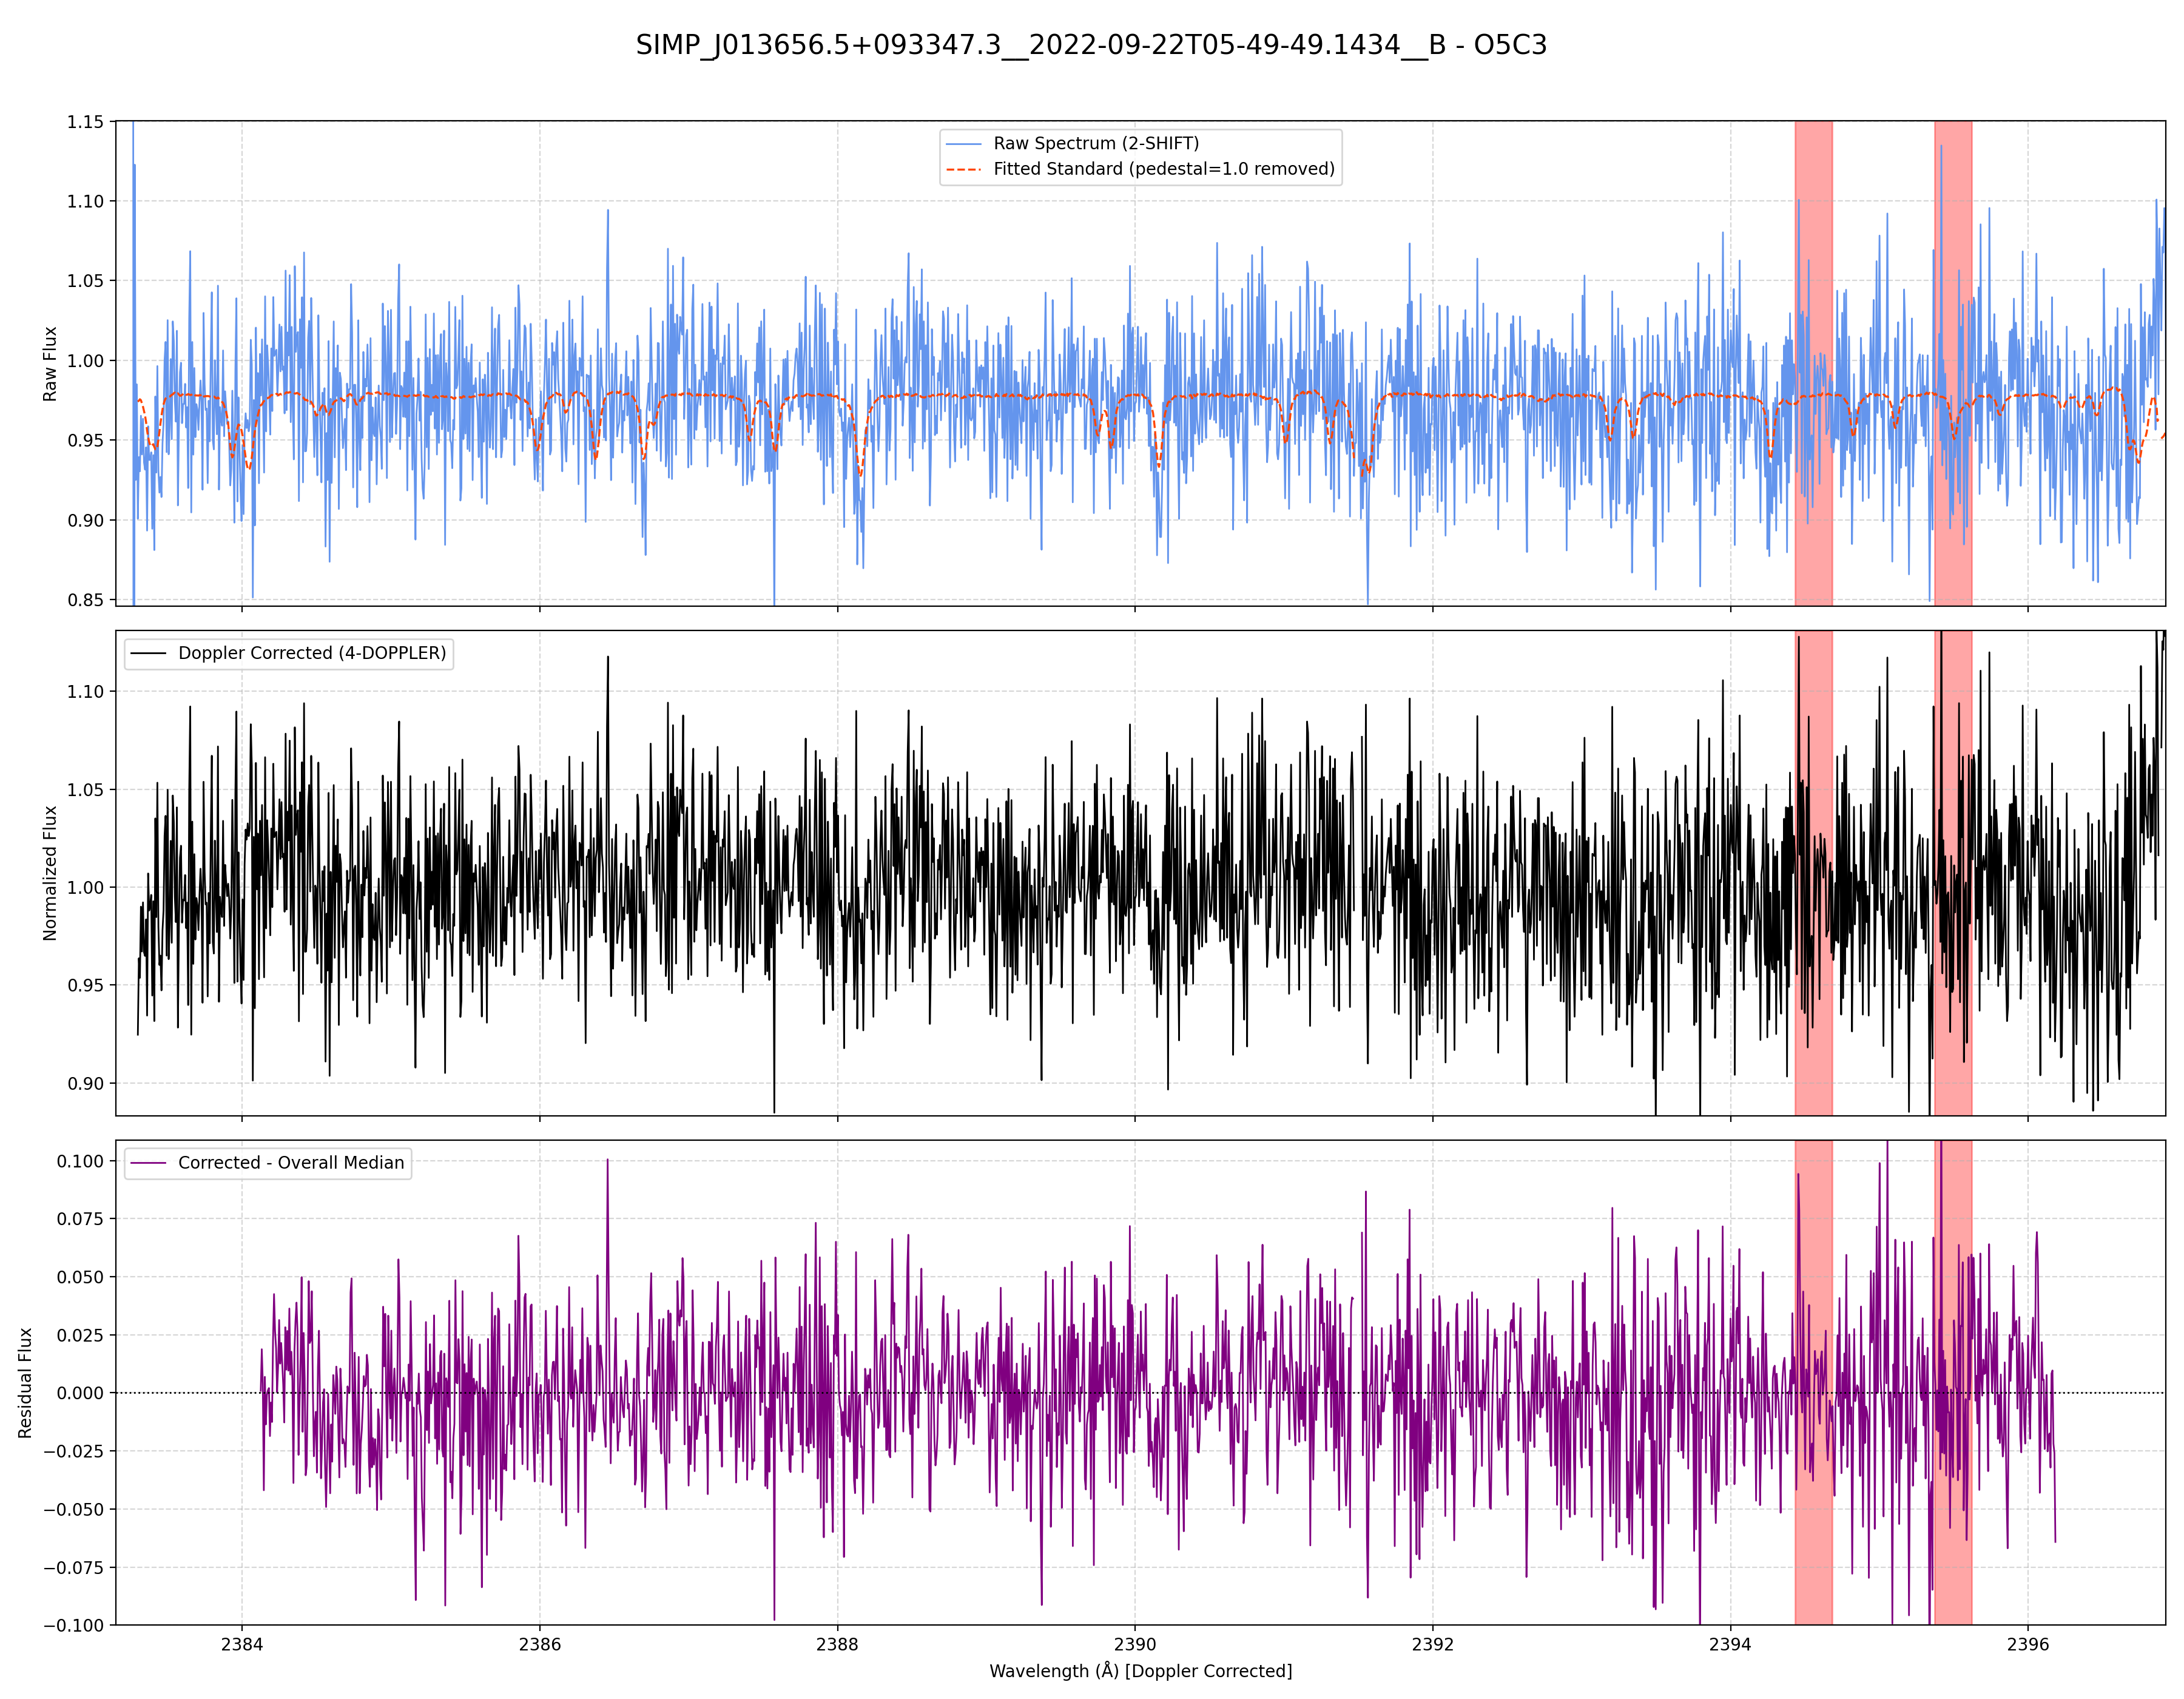 SIMP_J013656.5+093347.3__2022-09-22T05-49-49.1434__B - O5C3
1.15
1.10
1.05
1.00
0.95
0.90
0.85
Raw Flux
Raw Spectrum (2-SHIFT)
Fitted Standard (pedestal=1.0 removed)
1.10
1.05
1.00
0.95
0.90
Normalized Flux
Doppler Corrected (4-DOPPLER)
0.100
0.075
0.050
0.025
0.000
−0.025
−0.050
−0.075
−0.100
Residual Flux
Corrected - Overall Median
2384 2386 2388 2390 2392 2394 2396
Wavelength (Å) [Doppler Corrected]